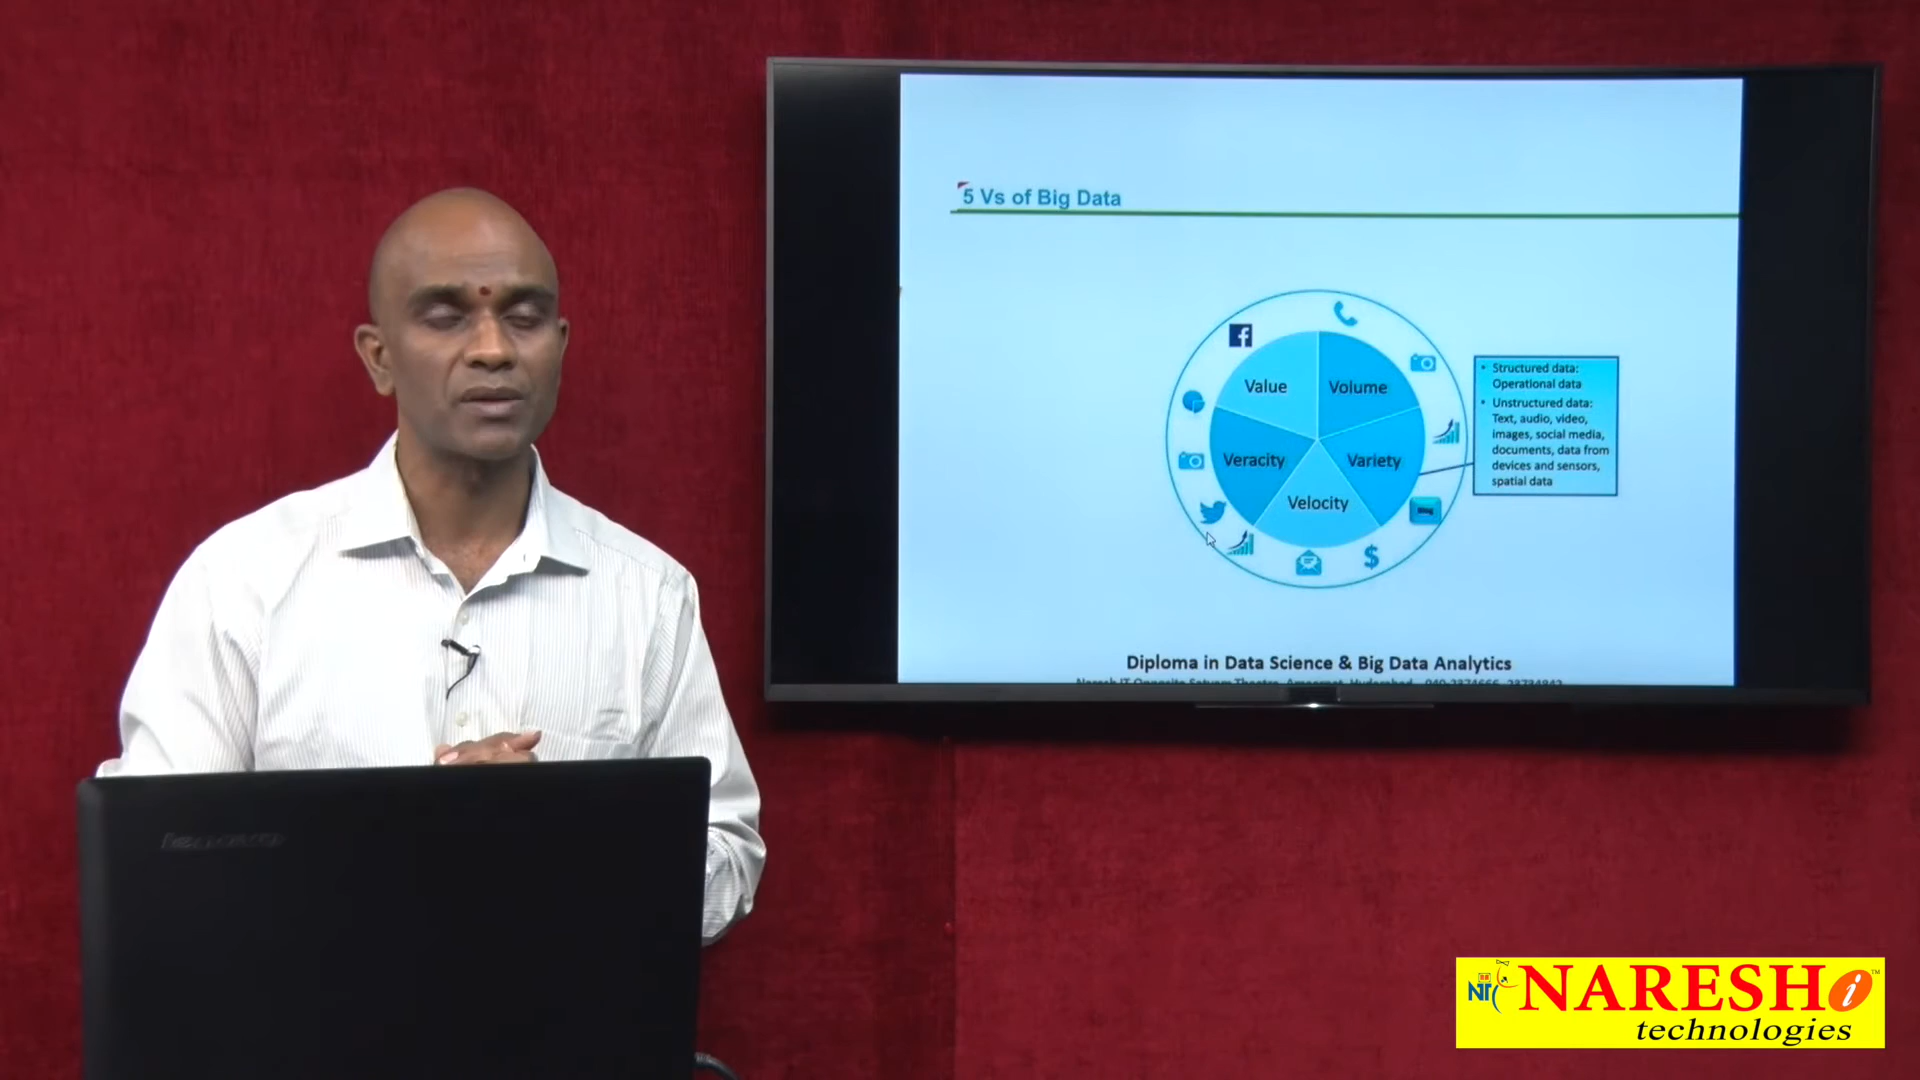 5 Vs of Big Data
Value
Volume
Veracity
Variety
Velocity
• Structured data:
Operational data
• Unstructured data:
Text, audio, video,
images, social media,
documents, data from
devices and sensors,
spatial data
Diploma in Data Science & Big Data Analytics
lenovo
NARESH i ™
technologies